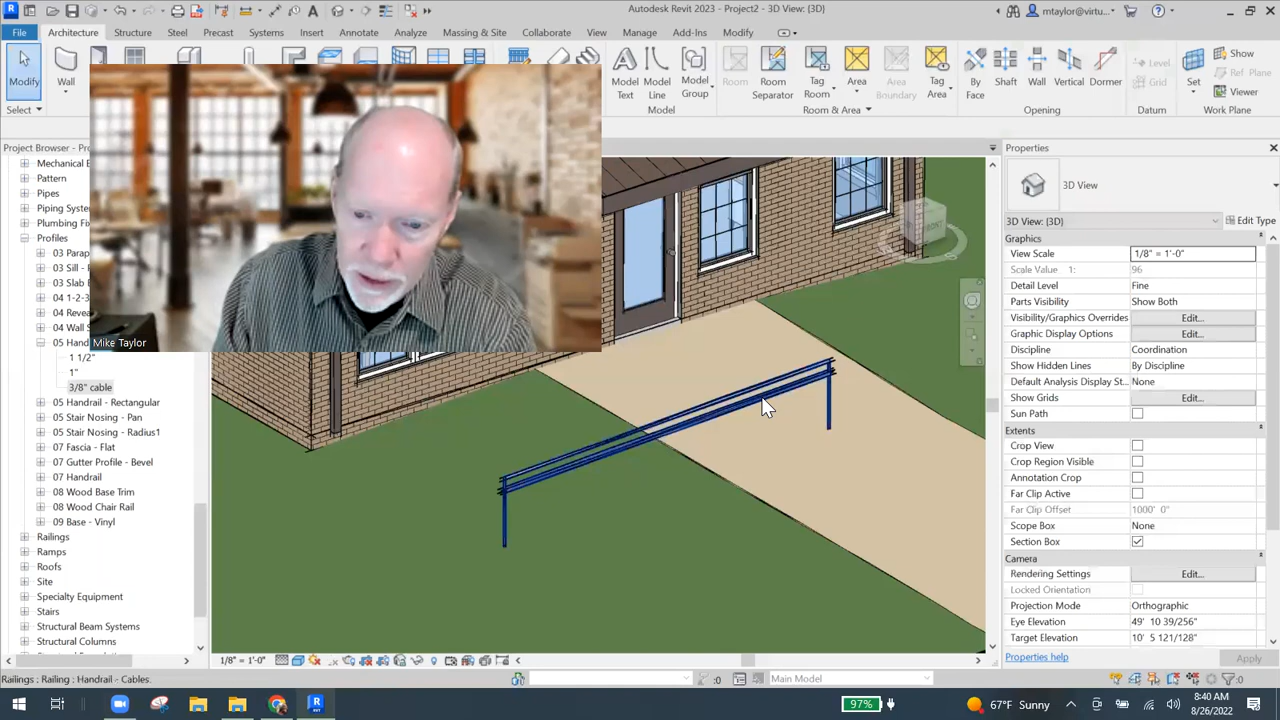 Autodesk Revit 2023 - Project2 - 3D View: {3D}
mtaylor@rtu...
File
Architecture
Structure
Steel
Precast
Systems
Insert
Annotate
Analyze
Massing & Site
Collaborate
View
Manage
Add-Ins
Modify
Modify
Wall
Model Text
Model Line
Model Group
Room
Room Separator
Tag Room
Area
Area Boundary
Tag Area
By Face
Shaft
Wall
Vertical
Dormer
Level
Grid
Set
Show
Ref Plane
Viewer
Select
Model
Room & Area
Opening
Datum
Work Plane
Project Browser -
Mechanical E
Pattern
Pipes
Piping Syste
Plumbing Fix
Profiles
03 Parap
03 Sill -
03 Slab E
04 1-2-3
04 Revea
04 Wall S
05 Hand
1 1/2"
1"
3/8" cable
05 Handrail - Rectangular
05 Stair Nosing - Pan
05 Stair Nosing - Radius1
07 Fascia - Flat
07 Gutter Profile - Bevel
07 Handrail
08 Wood Base Trim
08 Wood Chair Rail
09 Base - Vinyl
Railings
Ramps
Roofs
Site
Specialty Equipment
Stairs
Structural Beam Systems
Structural Columns
Mike Taylor
FRONT
Properties
3D View
3D View: {3D}
Edit Type
Graphics
View Scale 1/8" = 1'-0"
Scale Value 1: 96
Detail Level Fine
Parts Visibility Show Both
Visibility/Graphics Overrides Edit...
Graphic Display Options Edit...
Discipline Coordination
Show Hidden Lines By Discipline
Default Analysis Display St... None
Show Grids Edit...
Sun Path
Extents
Crop View
Crop Region Visible
Annotation Crop
Far Clip Active
Far Clip Offset 1000' 0"
Scope Box None
Section Box
Camera
Rendering Settings Edit...
Locked Orientation
Projection Mode Orthographic
Eye Elevation 49' 10 39/256"
Target Elevation 10' 5 121/128"
Properties help
Apply
1/8" = 1'-0"
Railings : Railing : Handrail - Cables.
:0
Main Model
97%
67°F Sunny
8:40 AM
8/26/2022